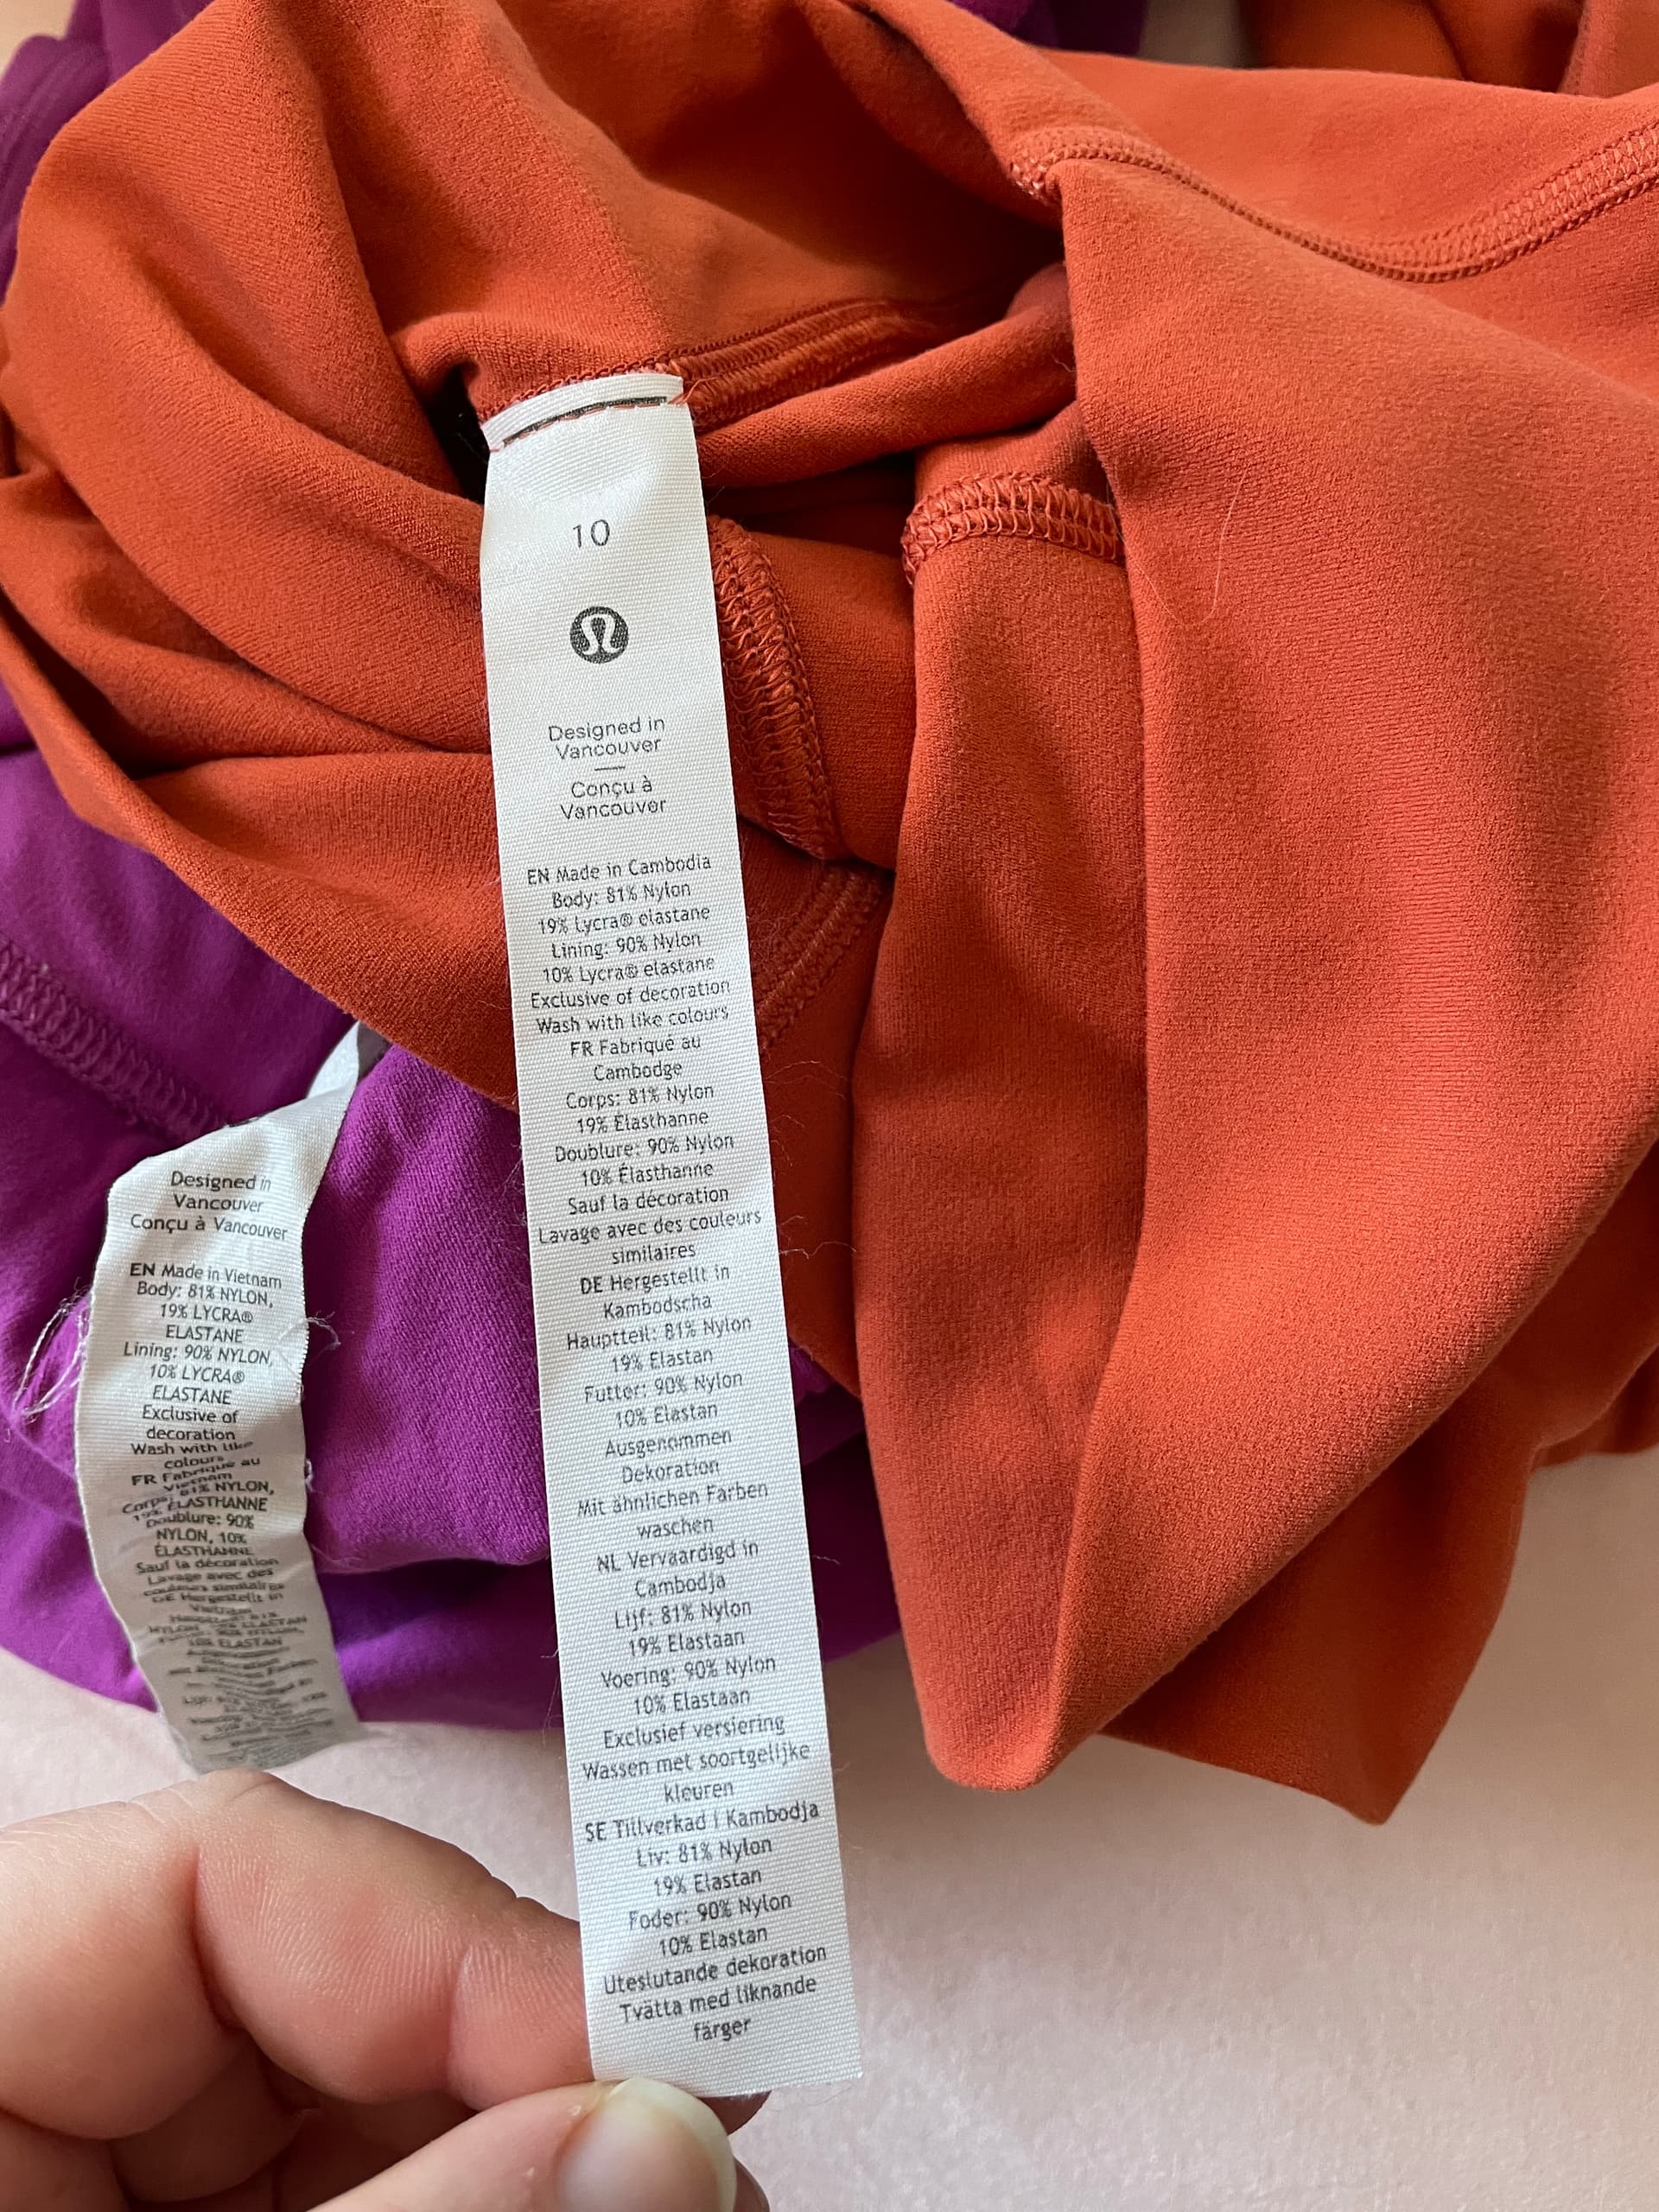 10
Designed in
Vancouver
Conçu à
Vancouver
EN Made in Cambodia
Body: 81% Nylon
19% Lycra® elastane
Lining: 90% Nylon
10% Lycra® elastane
Exclusive of decoration
Wash with like colours
FR Fabriqué au
Cambodge
Corps: 81% Nylon
19% Élasthanne
Doublure: 90% Nylon
10% Élasthanne
Sauf la décoration
Lavage avec des couleurs
similaires
DE Hergestellt in
Kambodscha
Hauptteil: 81% Nylon
19% Elastan
Futter: 90% Nylon
10% Elastan
Ausgenommen
Dekoration
Mit ähnlichen Farben
waschen
NL Vervaardigd in
Cambodja
Lijf: 81% Nylon
19% Elastaan
Voering: 90% Nylon
10% Elastaan
Exclusief versiering
Wassen met soortgelijke
kleuren
SE Tillverkad i Kambodja
Liv: 81% Nylon
19% Elastan
Foder: 90% Nylon
10% Elastan
Uteslutande dekoration
Tvätta med liknande
färger
Designed in
Vancouver
Conçu à Vancouver
EN Made in Vietnam
Body: 81% NYLON,
19% LYCRA®
ELASTANE
Lining: 90% NYLON,
10% LYCRA®
ELASTANE
Exclusive of
decoration
Wash with like
colours
FR Fabriqué au
Vietnam
Corps: 81% NYLON,
19% ÉLASTHANNE
Doublure: 90%
NYLON, 10%
ÉLASTHANNE
Sauf la décoration
Lavage avec des
couleurs similaires
DE Hergestellt in
Vietnam
10% ELASTAN